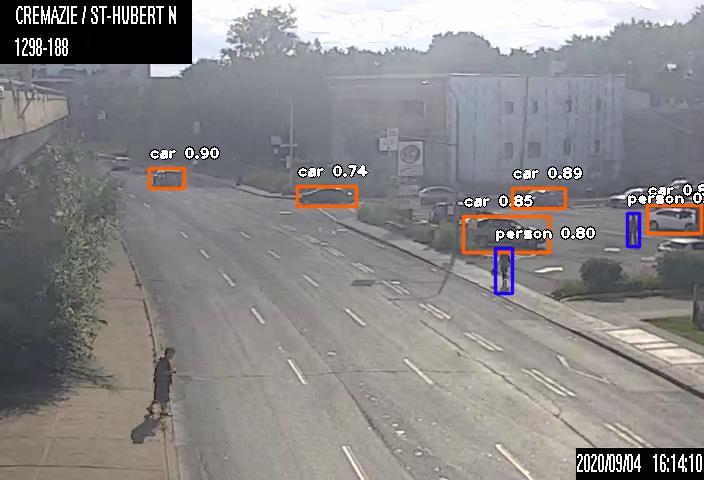 CREMAZIE / ST-HUBERT N
1298-188
car 0.90
car 0.74
car 0.89
car 0.85
person 0.80
2020/09/04 16:14:10